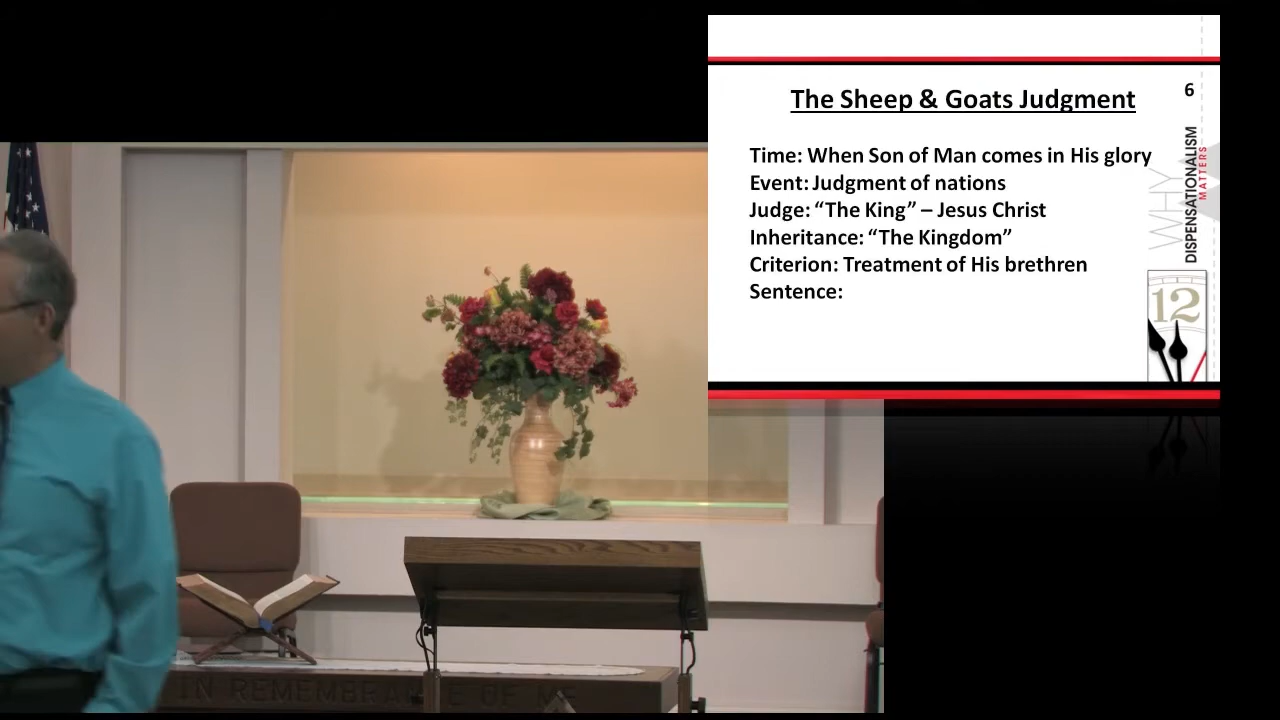 The Sheep & Goats Judgment
6
Time: When Son of Man comes in His glory
Event: Judgment of nations
Judge: “The King” – Jesus Christ
Inheritance: “The Kingdom”
Criterion: Treatment of His brethren
Sentence:
WHY
DISPENSATIONALISM
MATTERS
12
IN REMEMBRANCE OF ME